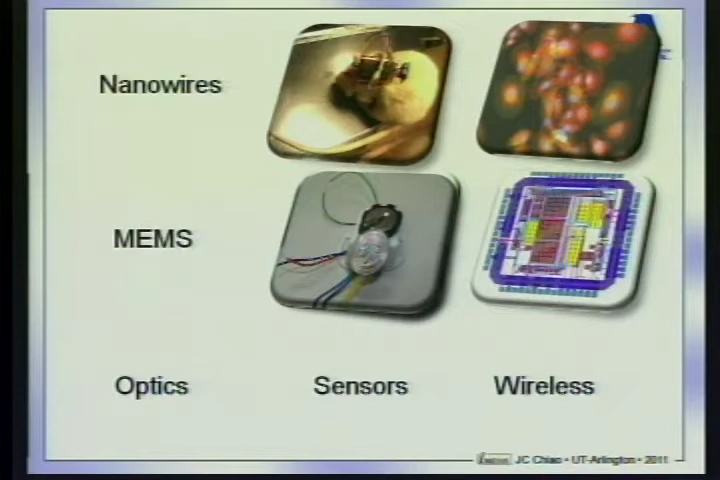 Nanowires
MEMS
Optics
Sensors
Wireless
JC Chiao • UT-Arlington • 2011